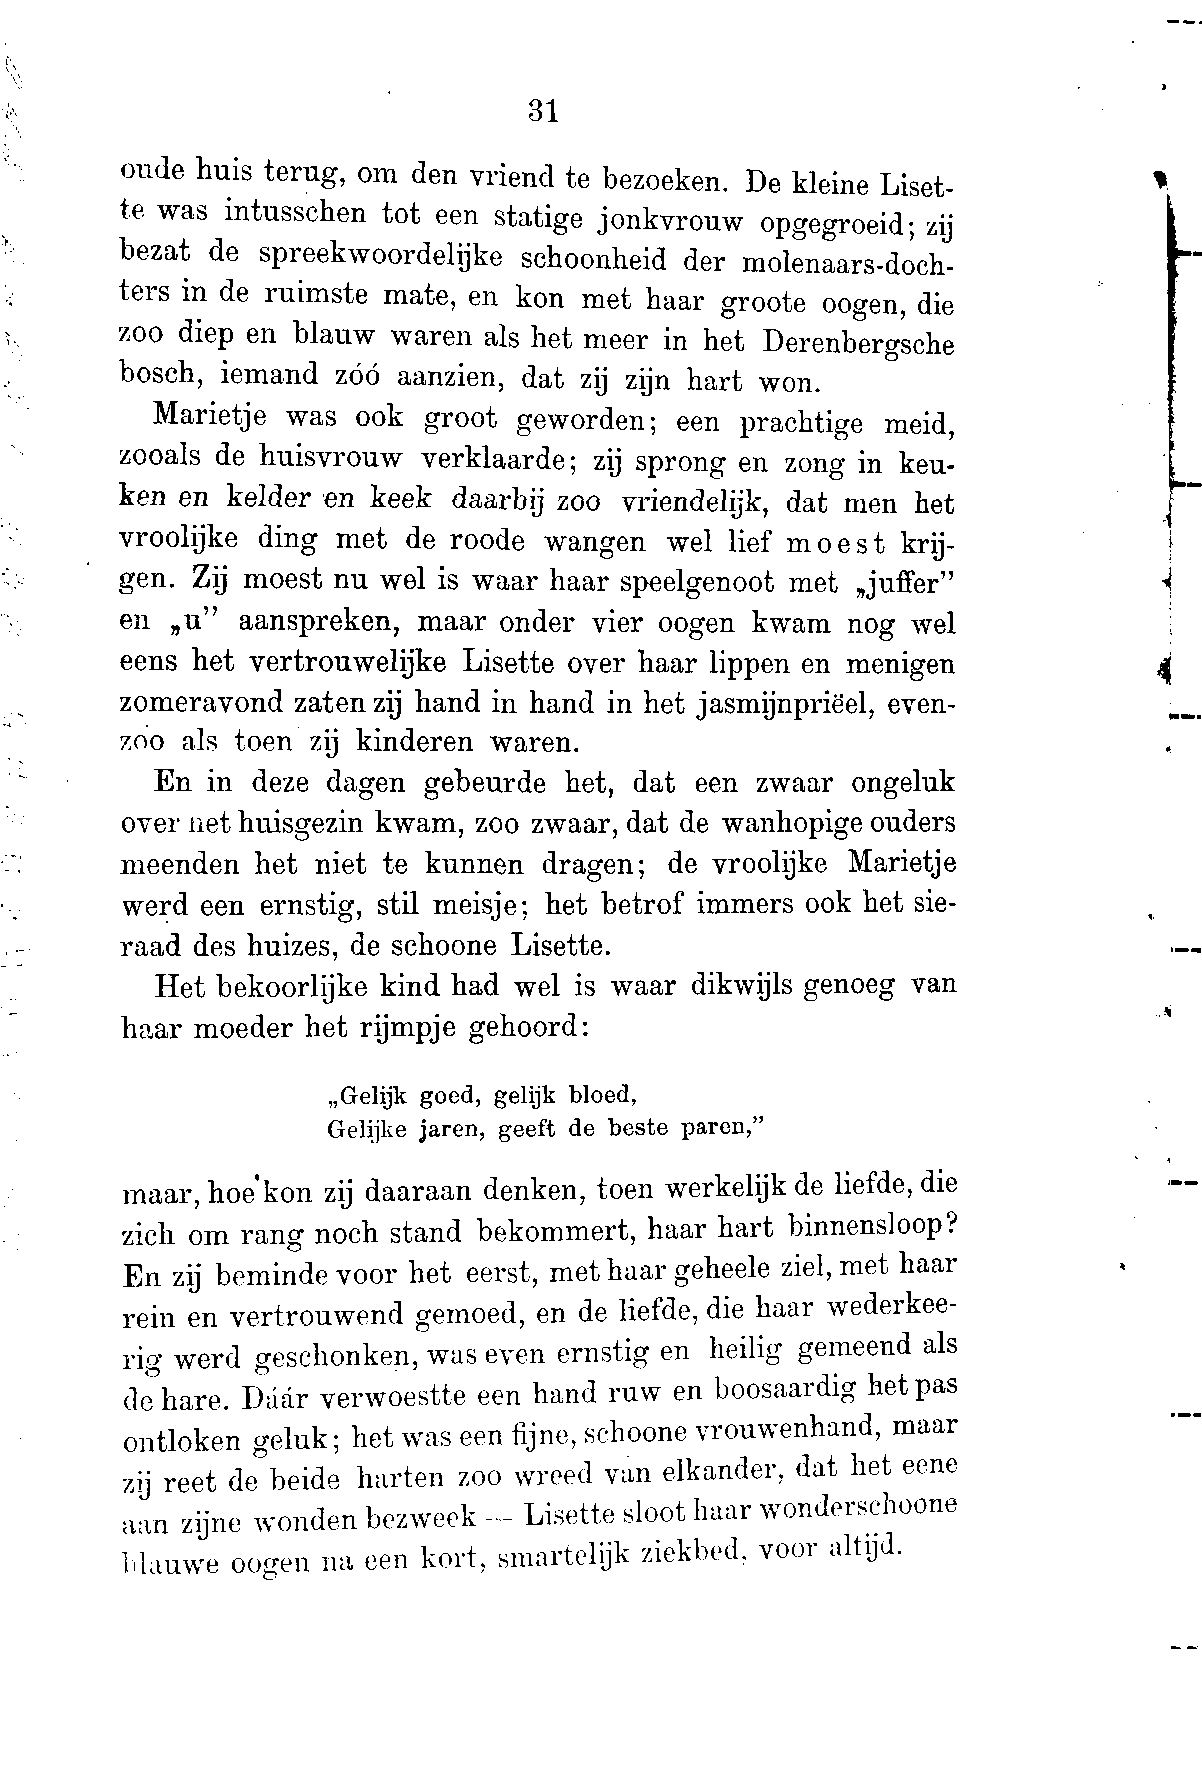 31
oude huis terug, om den vriend te bezoeken. De kleine Liset-
te was intusschen tot een statige jonkvrouw opgegroeid; zij
bezat de spreekwoordelijke schoonheid der molenaars-doch-
ters in de ruimste mate, en kon met haar groote oogen, die
zoo diep en blauw waren als het meer in het Derenbergsche
bosch, iemand zóó aanzien, dat zij zijn hart won.
Marietje was ook groot geworden; een prachtige meid,
zooals de huisvrouw verklaarde; zij sprong en zong in keu-
ken en kelder en keek daarbij zoo vriendelijk, dat men het
vroolijke ding met de roode wangen wel lief moest krij-
gen. Zij moest nu wel is waar haar speelgenoot met „juffer”
en „u” aanspreken, maar onder vier oogen kwam nog wel
eens het vertrouwelijke Lisette over haar lippen en menigen
zomeravond zaten zij hand in hand in het jasmijnpriëel, even-
zoo als toen zij kinderen waren.
En in deze dagen gebeurde het, dat een zwaar ongeluk
over het huisgezin kwam, zoo zwaar, dat de wanhopige ouders
meenden het niet te kunnen dragen; de vroolijke Marietje
werd een ernstig, stil meisje; het betrof immers ook het sie-
raad des huizes, de schoone Lisette.
Het bekoorlijke kind had wel is waar dikwijls genoeg van
haar moeder het rijmpje gehoord:
„Gelijk goed, gelijk bloed,
Gelijke jaren, geeft de beste paren,”
maar, hoe kon zij daaraan denken, toen werkelijk de liefde, die
zich om rang noch stand bekommert, haar hart binnensloop?
En zij beminde voor het eerst, met haar geheele ziel, met haar
rein en vertrouwend gemoed, en de liefde, die haar wederkee-
rig werd geschonken, was even ernstig en heilig gemeend als
de hare. Dáár verwoestte een hand ruw en boosaardig het pas
ontloken geluk; het was een fijne, schoone vrouwenhand, maar
zij reet de beide harten zoo wreed van elkander, dat het eene
aan zijne wonden bezweek — Lisette sloot haar wonderschoone
blauwe oogen na een kort, smartelijk ziekbed, voor altijd.